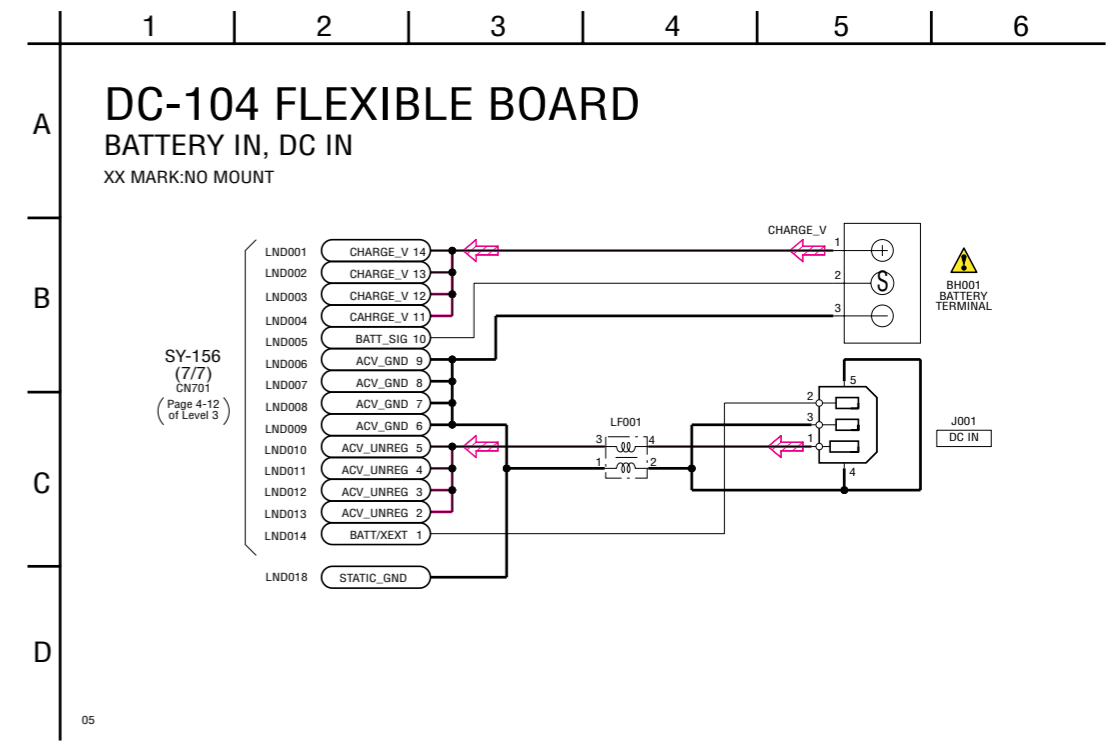 1 2 3 4 5 6
A
DC-104 FLEXIBLE BOARD
BATTERY IN, DC IN
XX MARK:NO MOUNT
B
SY-156
(7/7)
CN701
(Page 4-12
of Level 3)
LND001 CHARGE_V 14
LND002 CHARGE_V 13
LND003 CHARGE_V 12
LND004 CAHRGE_V 11
LND005 BATT_SIG 10
LND006 ACV_GND 9
LND007 ACV_GND 8
LND008 ACV_GND 7
LND009 ACV_GND 6
LND010 ACV_UNREG 5
LND011 ACV_UNREG 4
LND012 ACV_UNREG 3
LND013 ACV_UNREG 2
LND014 BATT/XEXT 1
LND018 STATIC_GND
CHARGE_V
1
2
3
+
S
−
!
BH001
BATTERY
TERMINAL
C
LF001
3 4
1 2
5
2
3
1
4
J001
DC IN
D
05